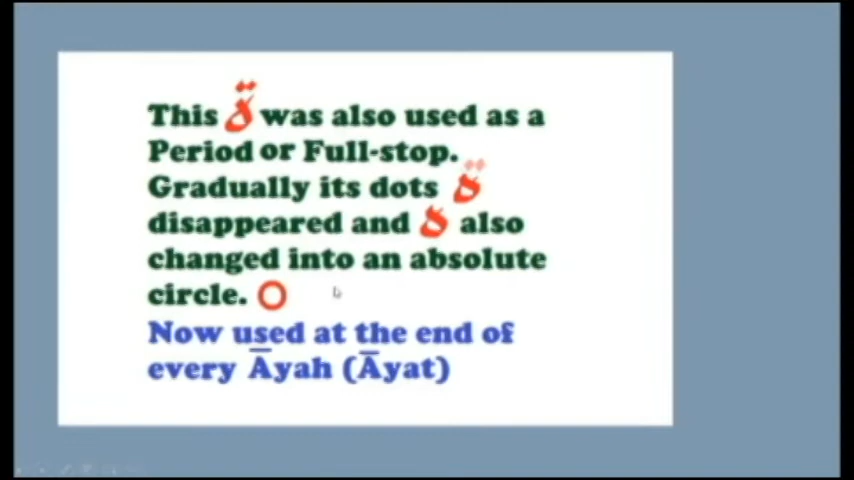 This ة was also used as a
Period or Full-stop.
Gradually its dots ة
disappeared and ه also
changed into an absolute
circle. O
Now used at the end of
every Āyah (Āyat)